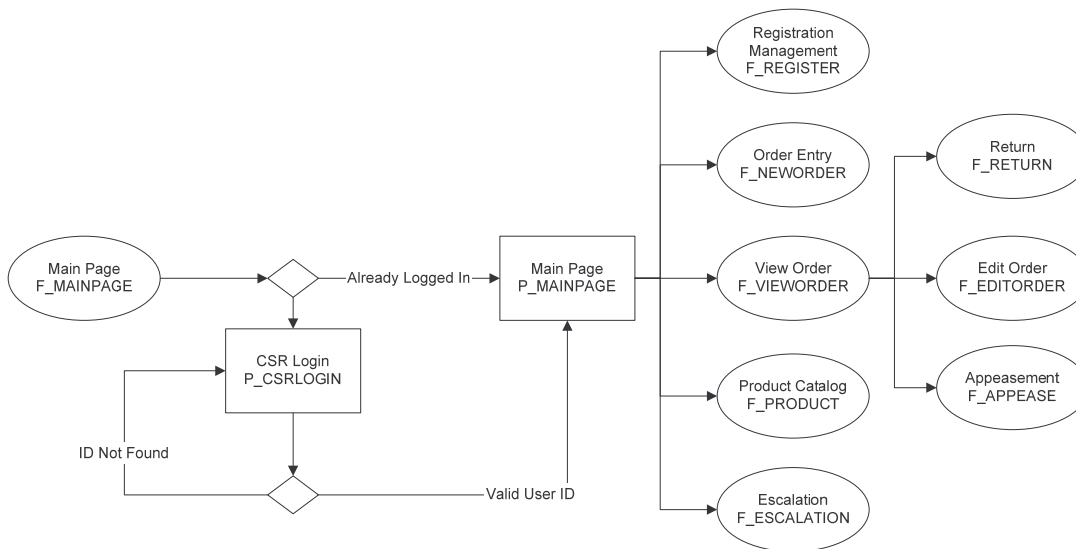 Registration
Management
F_REGISTER
Order Entry
F_NEWORDER
Return
F_RETURN
Main Page
F_MAINPAGE
Already Logged In
Main Page
P_MAINPAGE
View Order
F_VIEWORDER
Edit Order
F_EDITORDER
CSR Login
P_CSRLOGIN
Product Catalog
F_PRODUCT
Appeasement
F_APPEASE
ID Not Found
Valid User ID
Escalation
F_ESCALATION